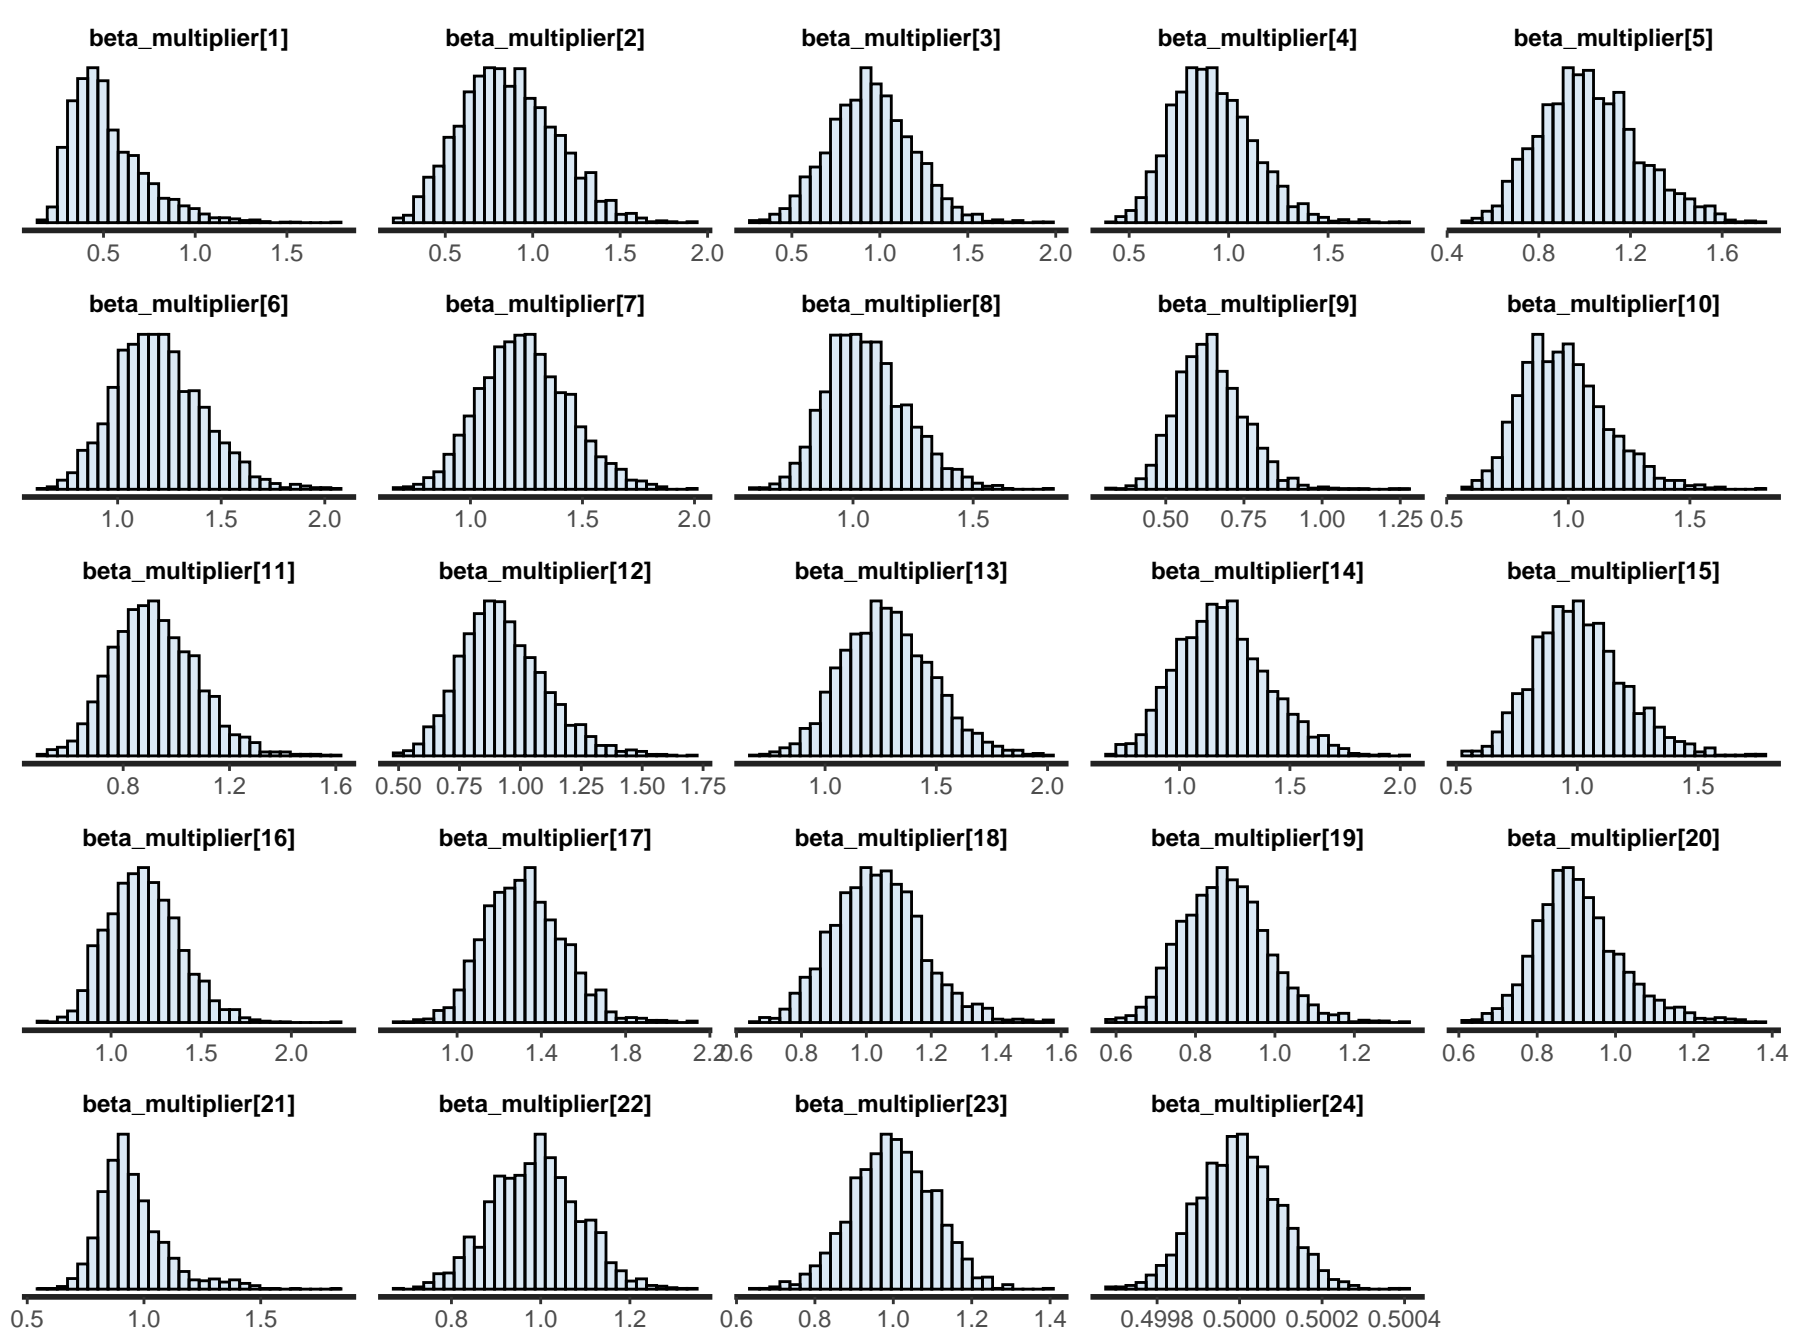 beta_multiplier[1] beta_multiplier[2] beta_multiplier[3] beta_multiplier[4] beta_multiplier[5]
0.5 1.0 1.5 0.5 1.0 1.5 2.0 0.5 1.0 1.5 2.0 0.5 1.0 1.5 0.4 0.8 1.2 1.6
beta_multiplier[6] beta_multiplier[7] beta_multiplier[8] beta_multiplier[9] beta_multiplier[10]
1.0 1.5 2.0 1.0 1.5 2.0 1.0 1.5 0.50 0.75 1.00 1.25 0.5 1.0 1.5
beta_multiplier[11] beta_multiplier[12] beta_multiplier[13] beta_multiplier[14] beta_multiplier[15]
0.8 1.2 1.6 0.50 0.75 1.00 1.25 1.50 1.75 1.0 1.5 2.0 1.0 1.5 2.0 0.5 1.0 1.5
beta_multiplier[16] beta_multiplier[17] beta_multiplier[18] beta_multiplier[19] beta_multiplier[20]
1.0 1.5 2.0 1.0 1.4 1.8 2.2 0.6 0.8 1.0 1.2 1.4 1.6 0.6 0.8 1.0 1.2 0.6 0.8 1.0 1.2 1.4
beta_multiplier[21] beta_multiplier[22] beta_multiplier[23] beta_multiplier[24]
0.5 1.0 1.5 0.8 1.0 1.2 0.6 0.8 1.0 1.2 1.4 0.4998 0.5000 0.5002 0.5004